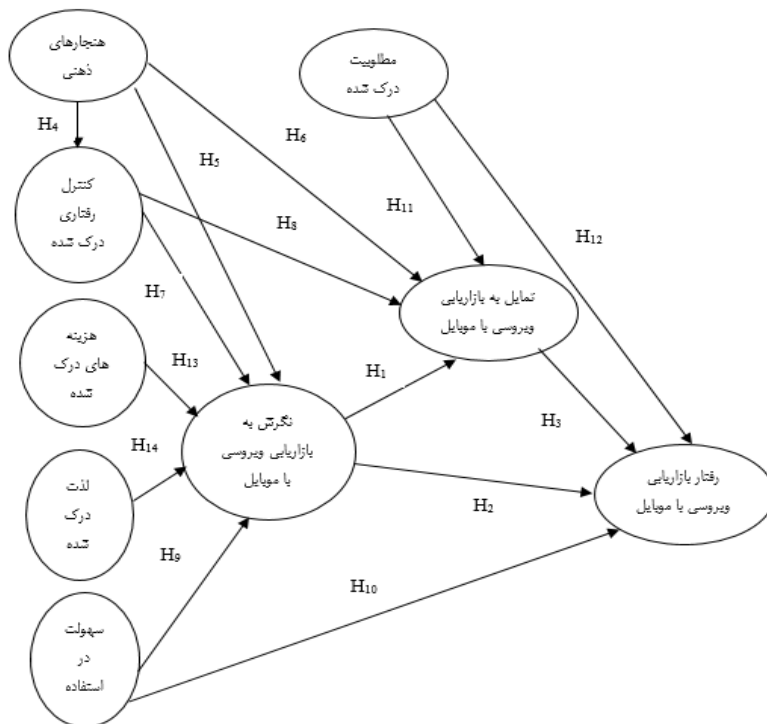 هنجارهای
ذهنی
مطلوبیت
درک شده
H4
H6
H5
کنترل
رفتاری
درک شده
H8
H11
H12
H7
تمایل به بازاریابی
ویروسی با موبایل
هزینه
های درک
شده
H13
H1
H3
نگرش به
بازاریابی ویروسی
با موبایل
H14
لذت
درک
شده
رفتار بازاریابی
ویروسی با موبایل
H2
H9
H10
سهولت
در
استفاده